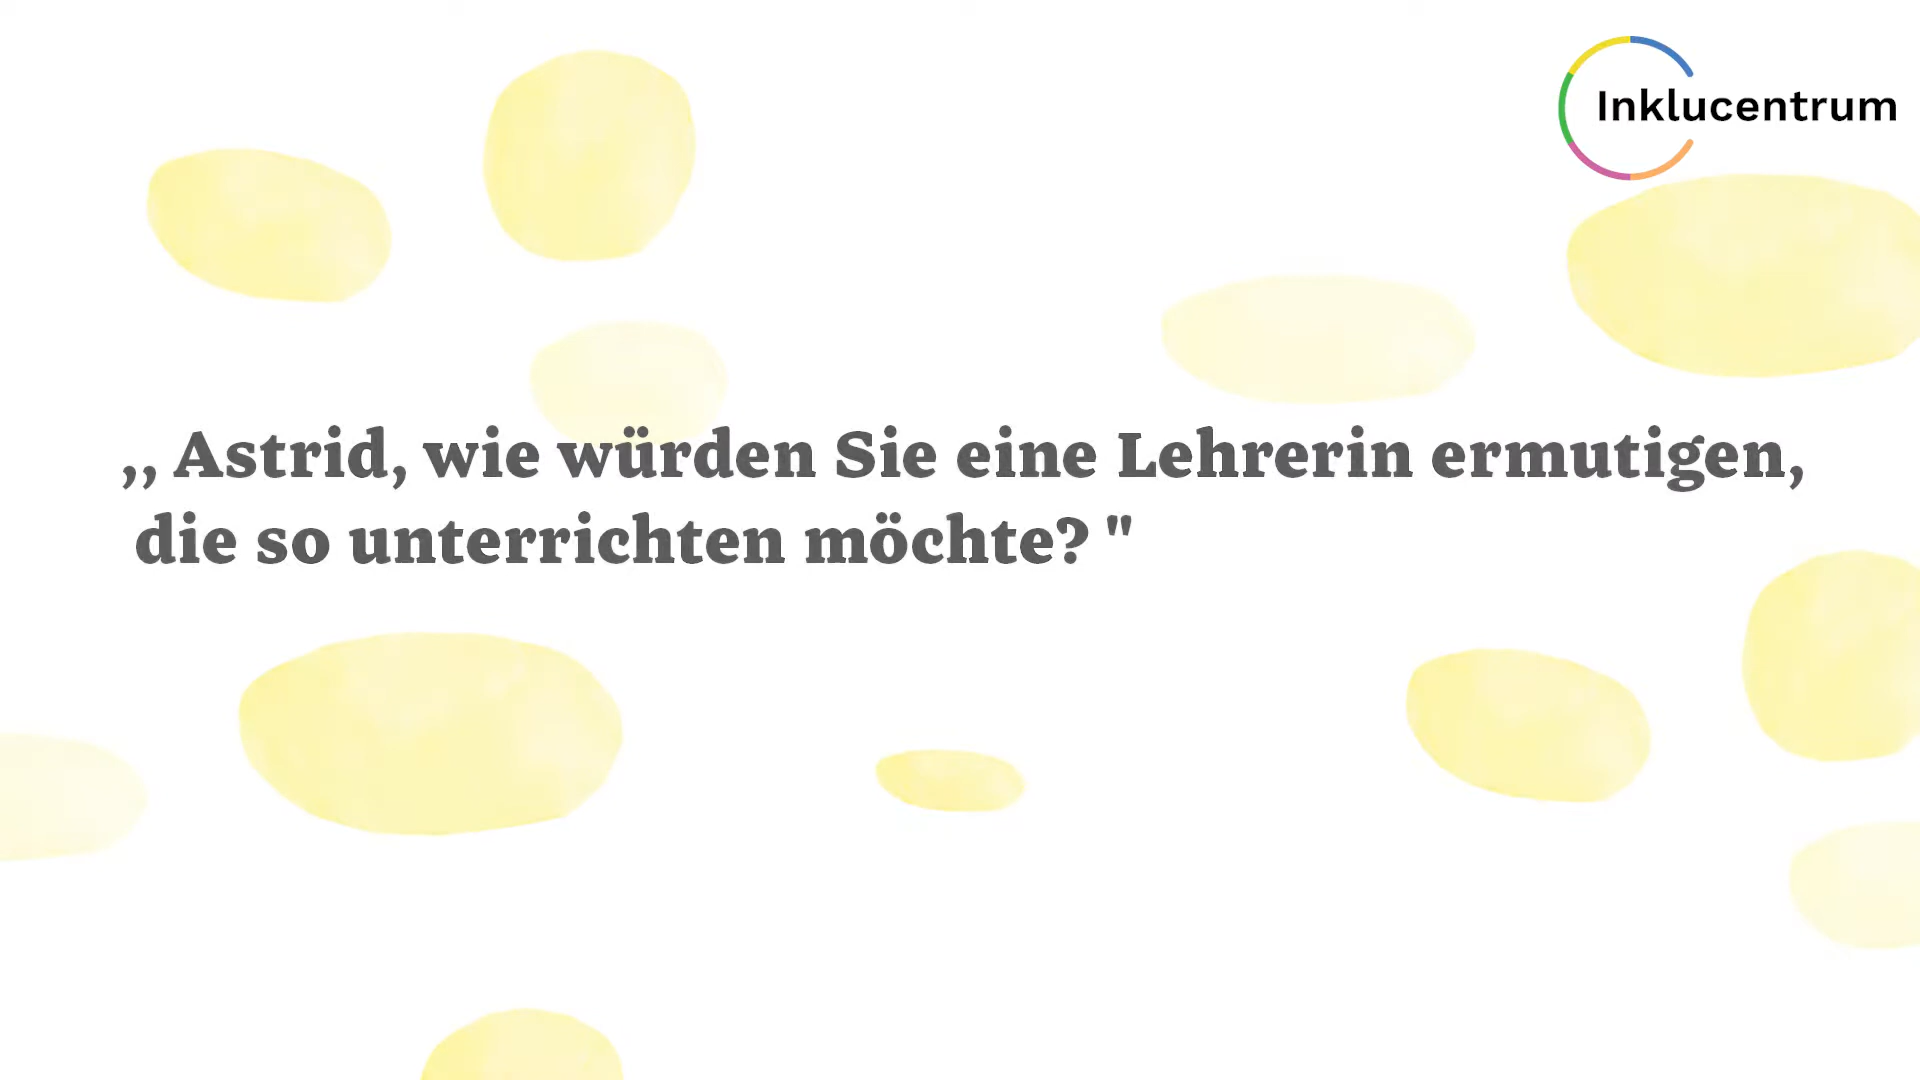 Inklucentrum
,, Astrid, wie würden Sie eine Lehrerin ermutigen,
die so unterrichten möchte? "